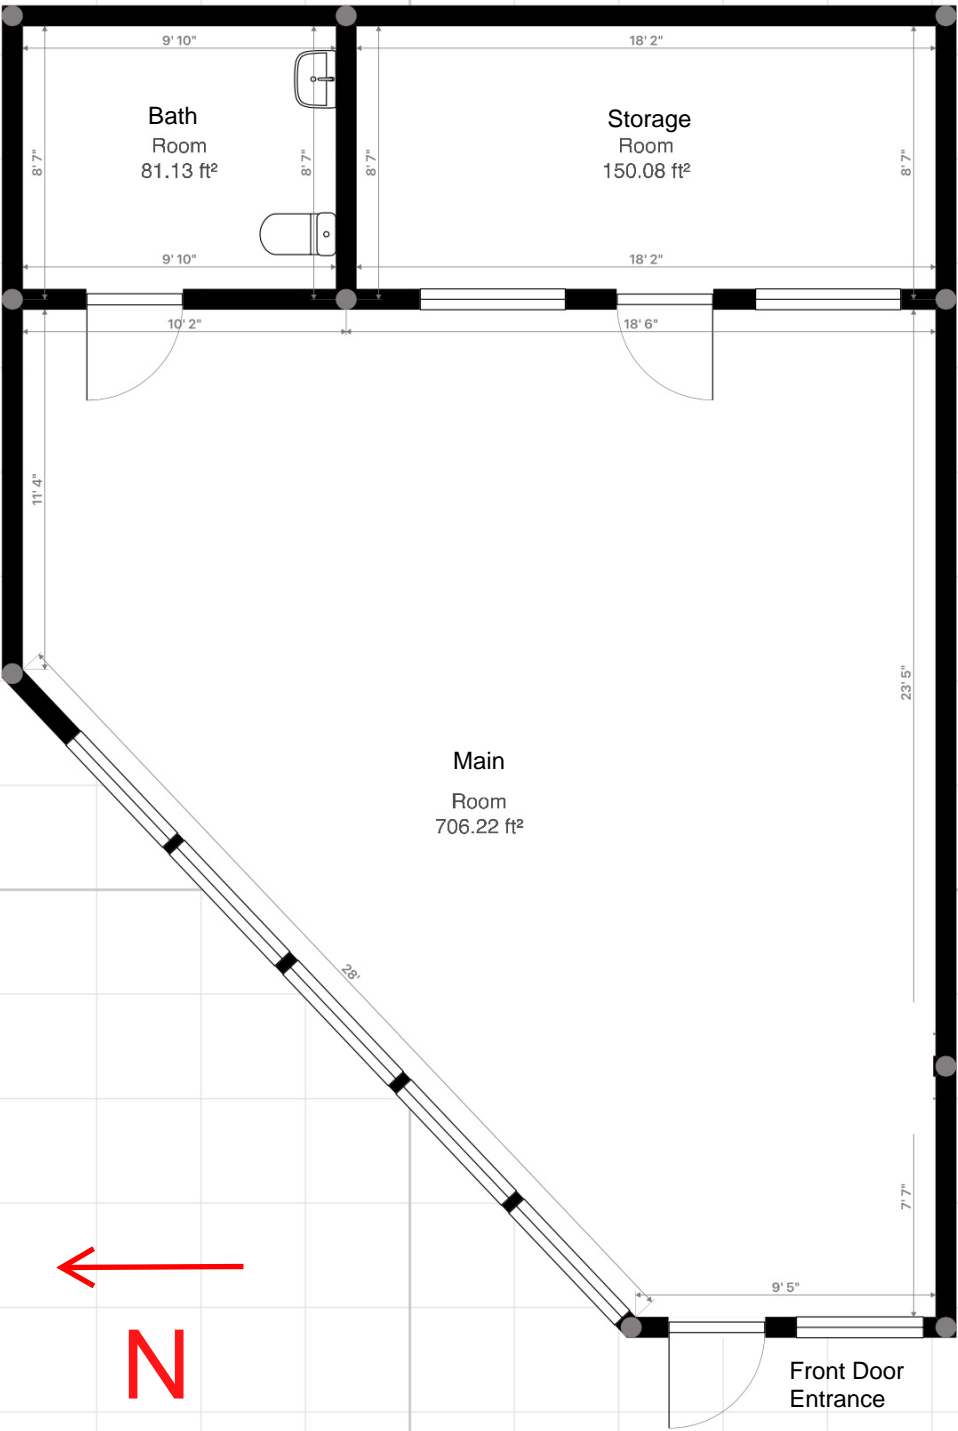 9' 10"
18' 2"
Bath
Room
81.13 ft²
Storage
Room
150.08 ft²
8' 7"
8' 7"
8' 7"
8' 7"
9' 10"
18' 2"
10' 2"
18' 6"
11' 4"
23' 5"
Main
Room
706.22 ft²
28'
7' 7"
9' 5"
N
Front Door
Entrance